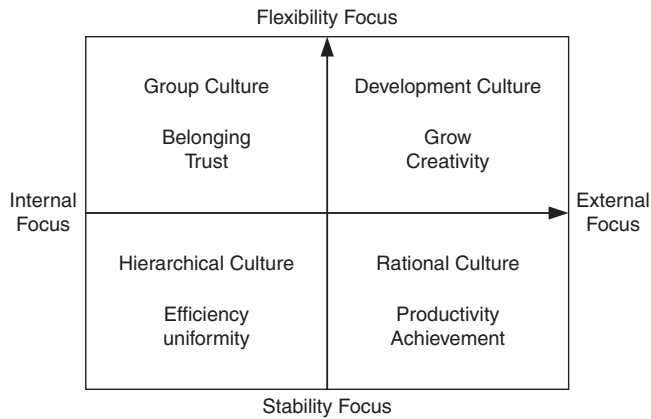 Flexibility Focus
Group Culture
Belonging
Trust
Development Culture
Grow
Creativity
Internal
Focus
External
Focus
Hierarchical Culture
Efficiency
uniformity
Rational Culture
Productivity
Achievement
Stability Focus